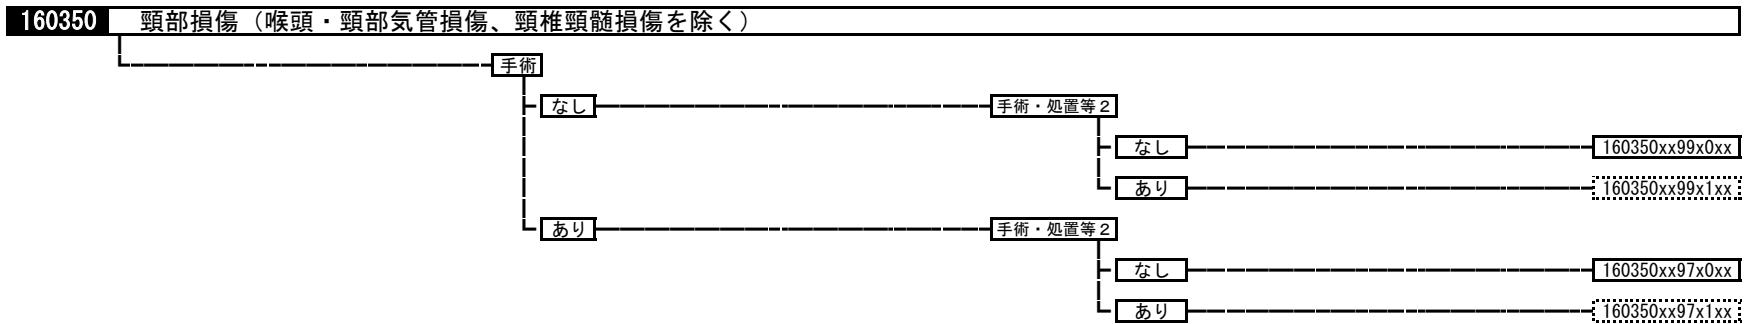 160350 頸部損傷（喉頭・頸部気管損傷、頸椎頸髄損傷を除く）
手術
なし 手術・処置等２
なし 160350xx99x0xx
あり 160350xx99x1xx
あり 手術・処置等２
なし 160350xx97x0xx
あり 160350xx97x1xx